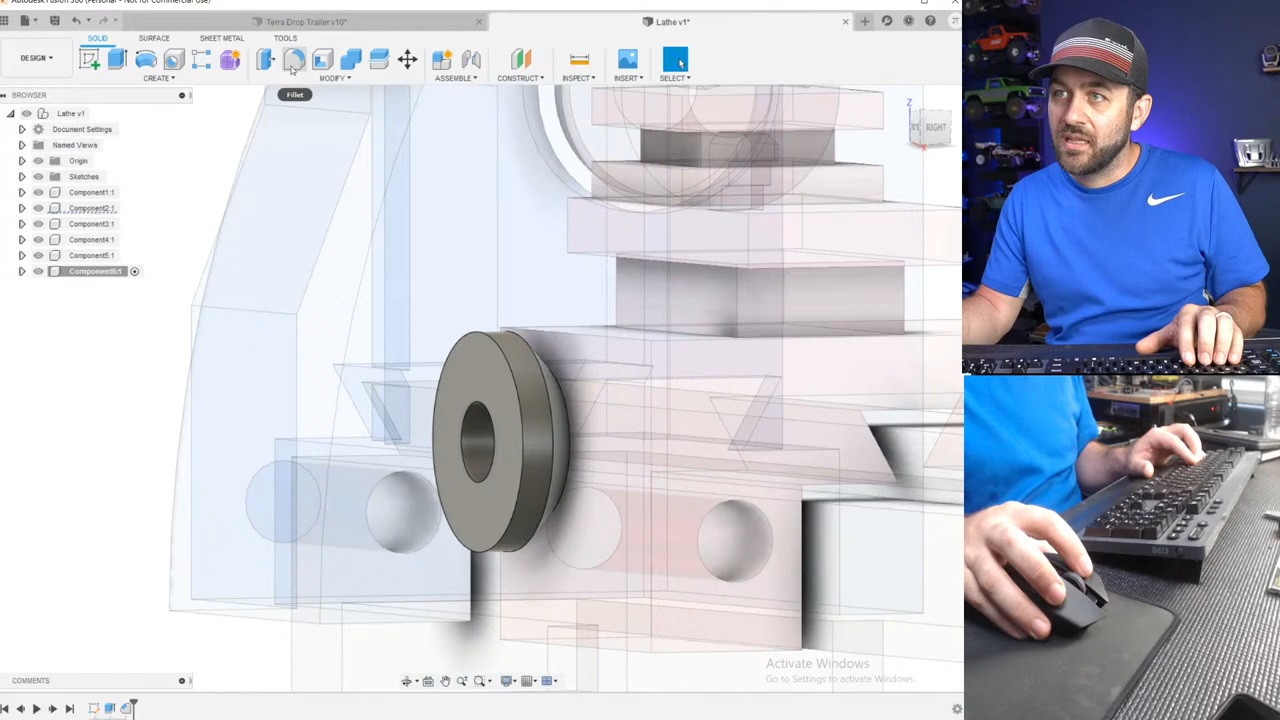 Autodesk Fusion 360 (Personal - Not for Commercial Use)
Terra Drop Trailer v10*
Lathe v1*
JT
SOLID
SURFACE
SHEET METAL
TOOLS
DESIGN
CREATE
MODIFY
ASSEMBLE
CONSTRUCT
INSPECT
INSERT
SELECT
Fillet
BROWSER
Lathe v1
Document Settings
Named Views
Origin
Sketches
Component1:1
Component2:1
Component3:1
Component4:1
Component5:1
Component6:1
Z
RIGHT
X
Activate Windows
Go to Settings to activate Windows.
COMMENTS
G613